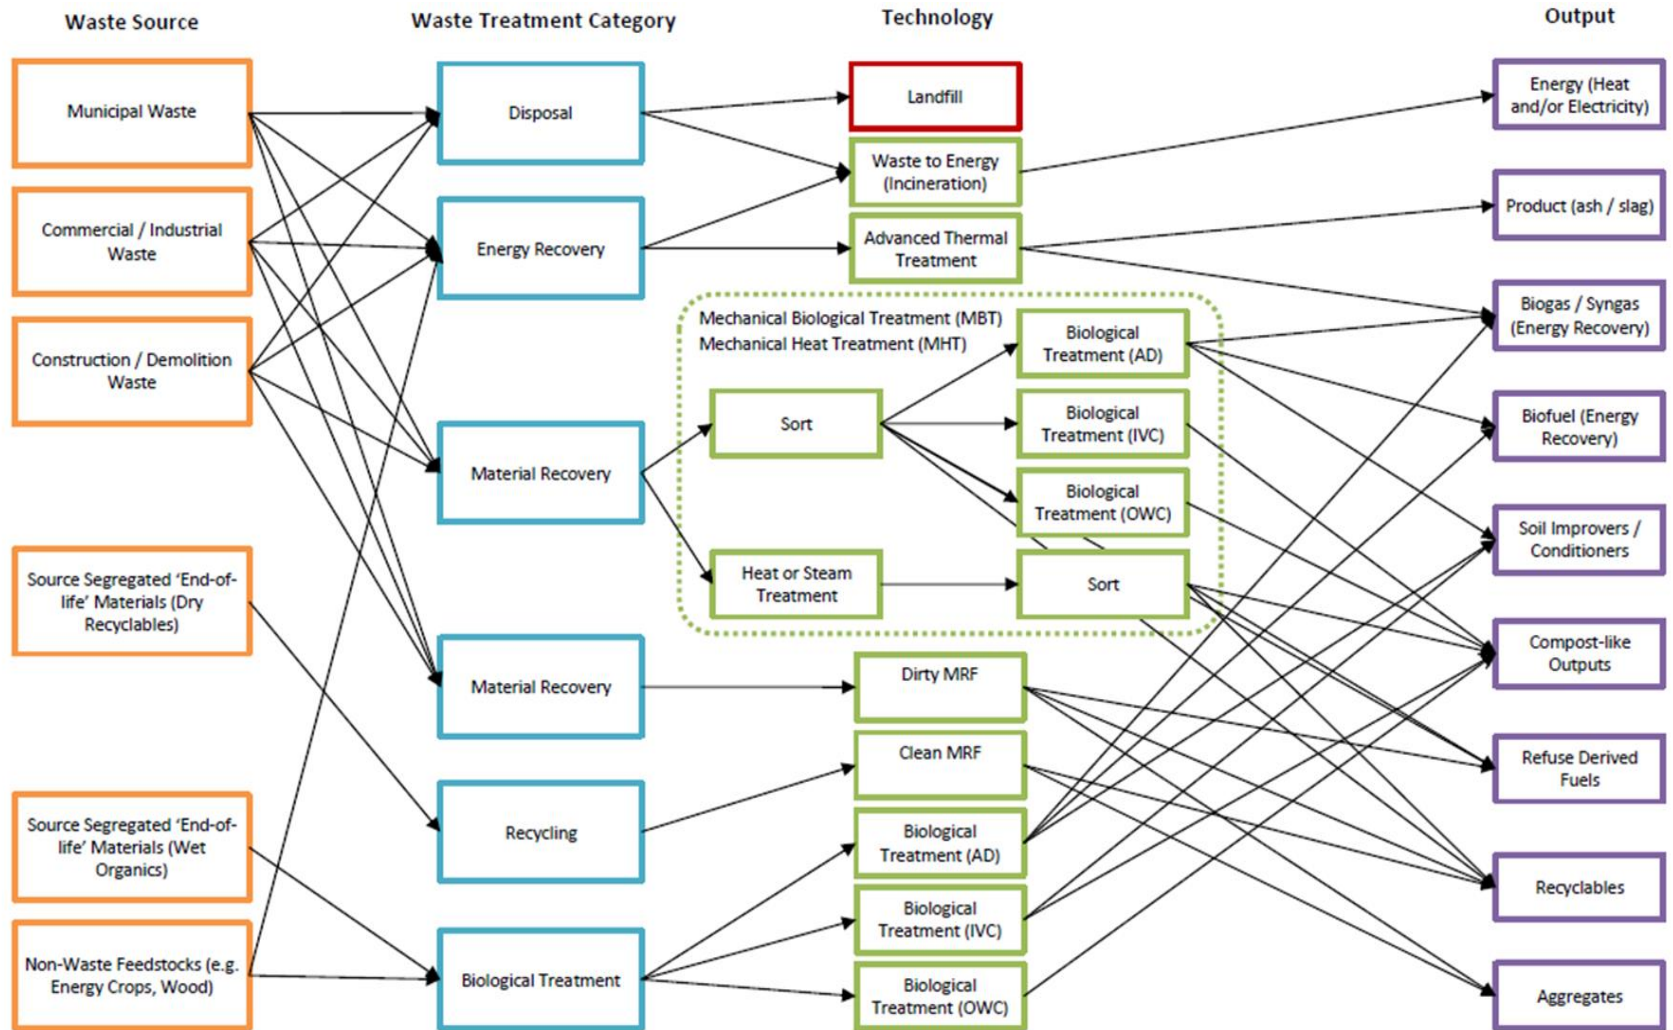 Waste Source
Waste Treatment Category
Technology
Output
Municipal Waste
Commercial / Industrial
Waste
Construction / Demolition
Waste
Source Segregated ‘End-of-
life’ Materials (Dry
Recyclables)
Source Segregated ‘End-of-
life’ Materials (Wet
Organics)
Non-Waste Feedstocks (e.g.
Energy Crops, Wood)
Disposal
Energy Recovery
Material Recovery
Material Recovery
Recycling
Biological Treatment
Landfill
Waste to Energy
(Incineration)
Advanced Thermal
Treatment
Mechanical Biological Treatment (MBT)
Mechanical Heat Treatment (MHT)
Sort
Heat or Steam
Treatment
Biological
Treatment (AD)
Biological
Treatment (IVC)
Biological
Treatment (OWC)
Sort
Dirty MRF
Clean MRF
Biological
Treatment (AD)
Biological
Treatment (IVC)
Biological
Treatment (OWC)
Energy (Heat
and/or Electricity)
Product (ash / slag)
Biogas / Syngas
(Energy Recovery)
Biofuel (Energy
Recovery)
Soil Improvers /
Conditioners
Compost-like
Outputs
Refuse Derived
Fuels
Recyclables
Aggregates